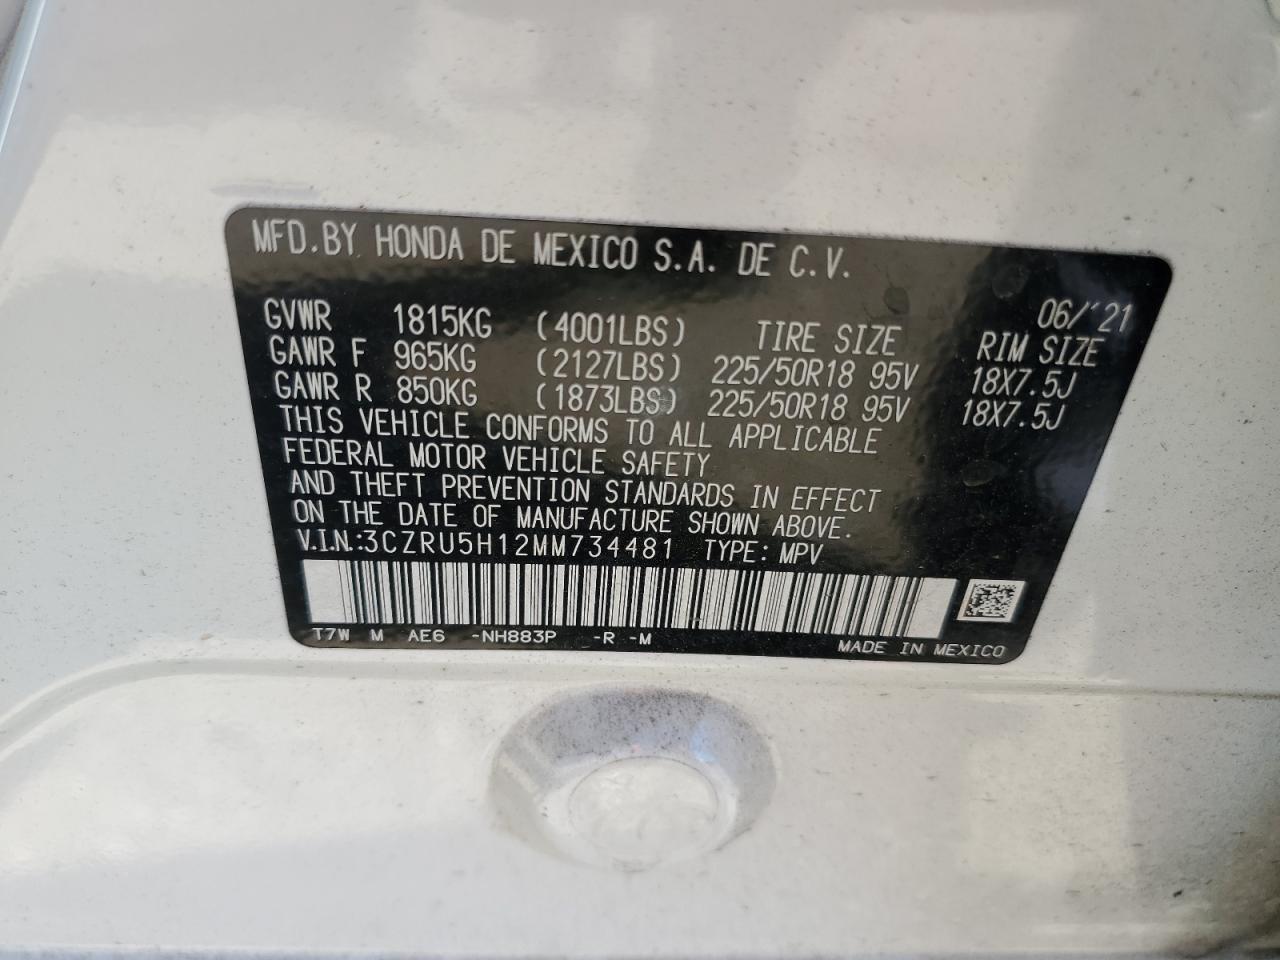 MFD.BY HONDA DE MEXICO S.A. DE C.V.
06/'21
GVWR 1815KG (4001LBS) TIRE SIZE RIM SIZE
GAWR F 965KG (2127LBS) 225/50R18 95V 18X7.5J
GAWR R 850KG (1873LBS) 225/50R18 95V 18X7.5J
THIS VEHICLE CONFORMS TO ALL APPLICABLE
FEDERAL MOTOR VEHICLE SAFETY
AND THEFT PREVENTION STANDARDS IN EFFECT
ON THE DATE OF MANUFACTURE SHOWN ABOVE.
V.I.N.:3CZRU5H12MM734481 TYPE: MPV
T7W M AE6 -NH883P -R -M
MADE IN MEXICO